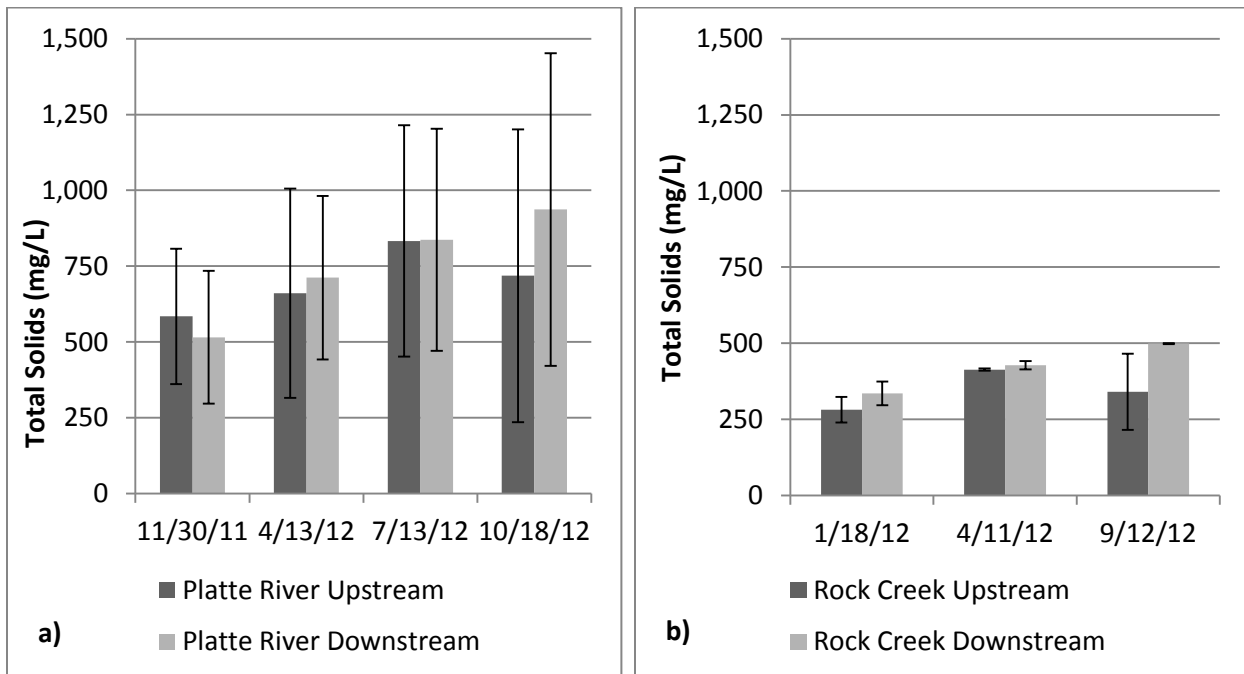 Total Solids (mg/L)
1,500
1,250
1,000
750
500
250
0
11/30/11 4/13/12 7/13/12 10/18/12
Platte River Upstream
Platte River Downstream
a)
Total Solids (mg/L)
1,500
1,250
1,000
750
500
250
0
1/18/12 4/11/12 9/12/12
Rock Creek Upstream
Rock Creek Downstream
b)